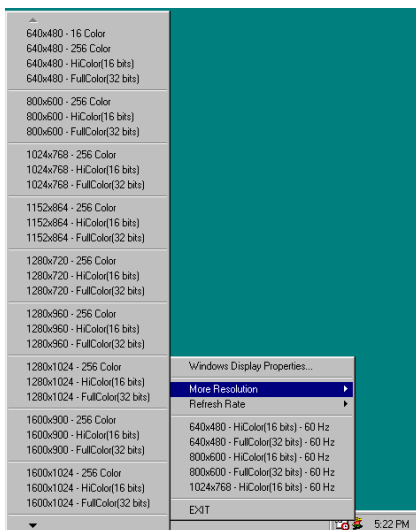 640x480 - 16 Color
640x480 - 256 Color
640x480 - HiColor(16 bits)
640x480 - FullColor(32 bits)
800x600 - 256 Color
800x600 - HiColor(16 bits)
800x600 - FullColor(32 bits)
1024x768 - 256 Color
1024x768 - HiColor(16 bits)
1024x768 - FullColor(32 bits)
1152x864 - 256 Color
1152x864 - HiColor(16 bits)
1152x864 - FullColor(32 bits)
1280x720 - 256 Color
1280x720 - HiColor(16 bits)
1280x720 - FullColor(32 bits)
1280x960 - 256 Color
1280x960 - HiColor(16 bits)
1280x960 - FullColor(32 bits)
1280x1024 - 256 Color
1280x1024 - HiColor(16 bits)
1280x1024 - FullColor(32 bits)
1600x900 - 256 Color
1600x900 - HiColor(16 bits)
1600x900 - FullColor(32 bits)
1600x1024 - 256 Color
1600x1024 - HiColor(16 bits)
1600x1024 - FullColor(32 bits)
Windows Display Properties...
More Resolution
Refresh Rate
640x480 - HiColor(16 bits) - 60 Hz
640x480 - FullColor(32 bits) - 60 Hz
800x600 - HiColor(16 bits) - 60 Hz
800x600 - FullColor(32 bits) - 60 Hz
1024x768 - HiColor(16 bits) - 60 Hz
EXIT
5:22 PM